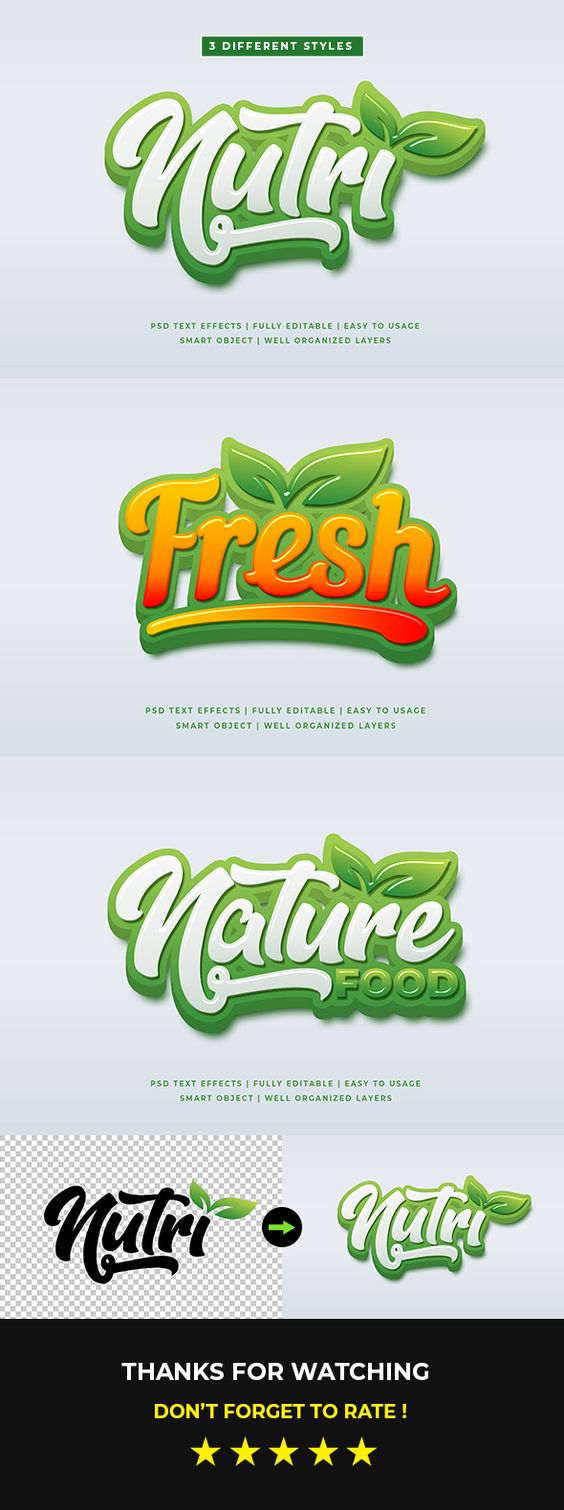 3 DIFFERENT STYLES
Nutri
PSD TEXT EFFECTS | FULLY EDITABLE | EASY TO USAGE
SMART OBJECT | WELL ORGANIZED LAYERS
Fresh
PSD TEXT EFFECTS | FULLY EDITABLE | EASY TO USAGE
SMART OBJECT | WELL ORGANIZED LAYERS
Nature
FOOD
PSD TEXT EFFECTS | FULLY EDITABLE | EASY TO USAGE
SMART OBJECT | WELL ORGANIZED LAYERS
Nutri
Nutri
THANKS FOR WATCHING
DON'T FORGET TO RATE !